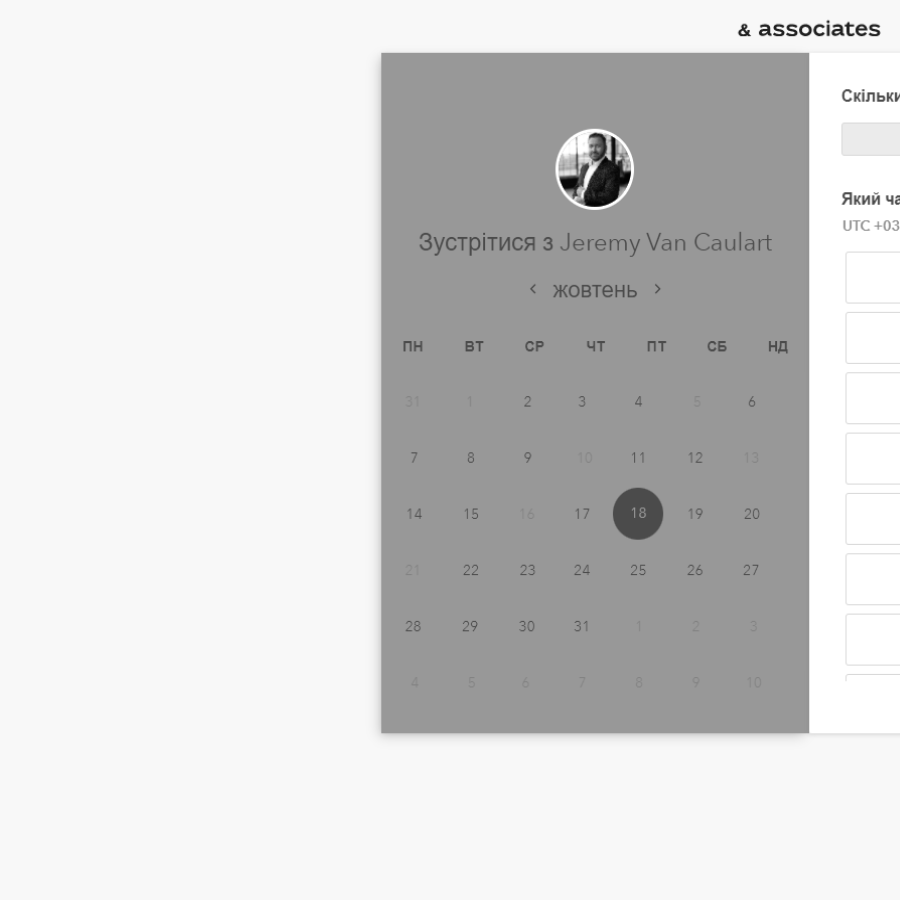 & associates
Зустрітися з Jeremy Van Caulart
жовтень
ПН ВТ СР ЧТ ПТ СБ НД
31 1 2 3 4 5 6
7 8 9 10 11 12 13
14 15 16 17 18 19 20
21 22 23 24 25 26 27
28 29 30 31 1 2 3
4 5 6 7 8 9 10
Скільки
Який ча
UTC +03